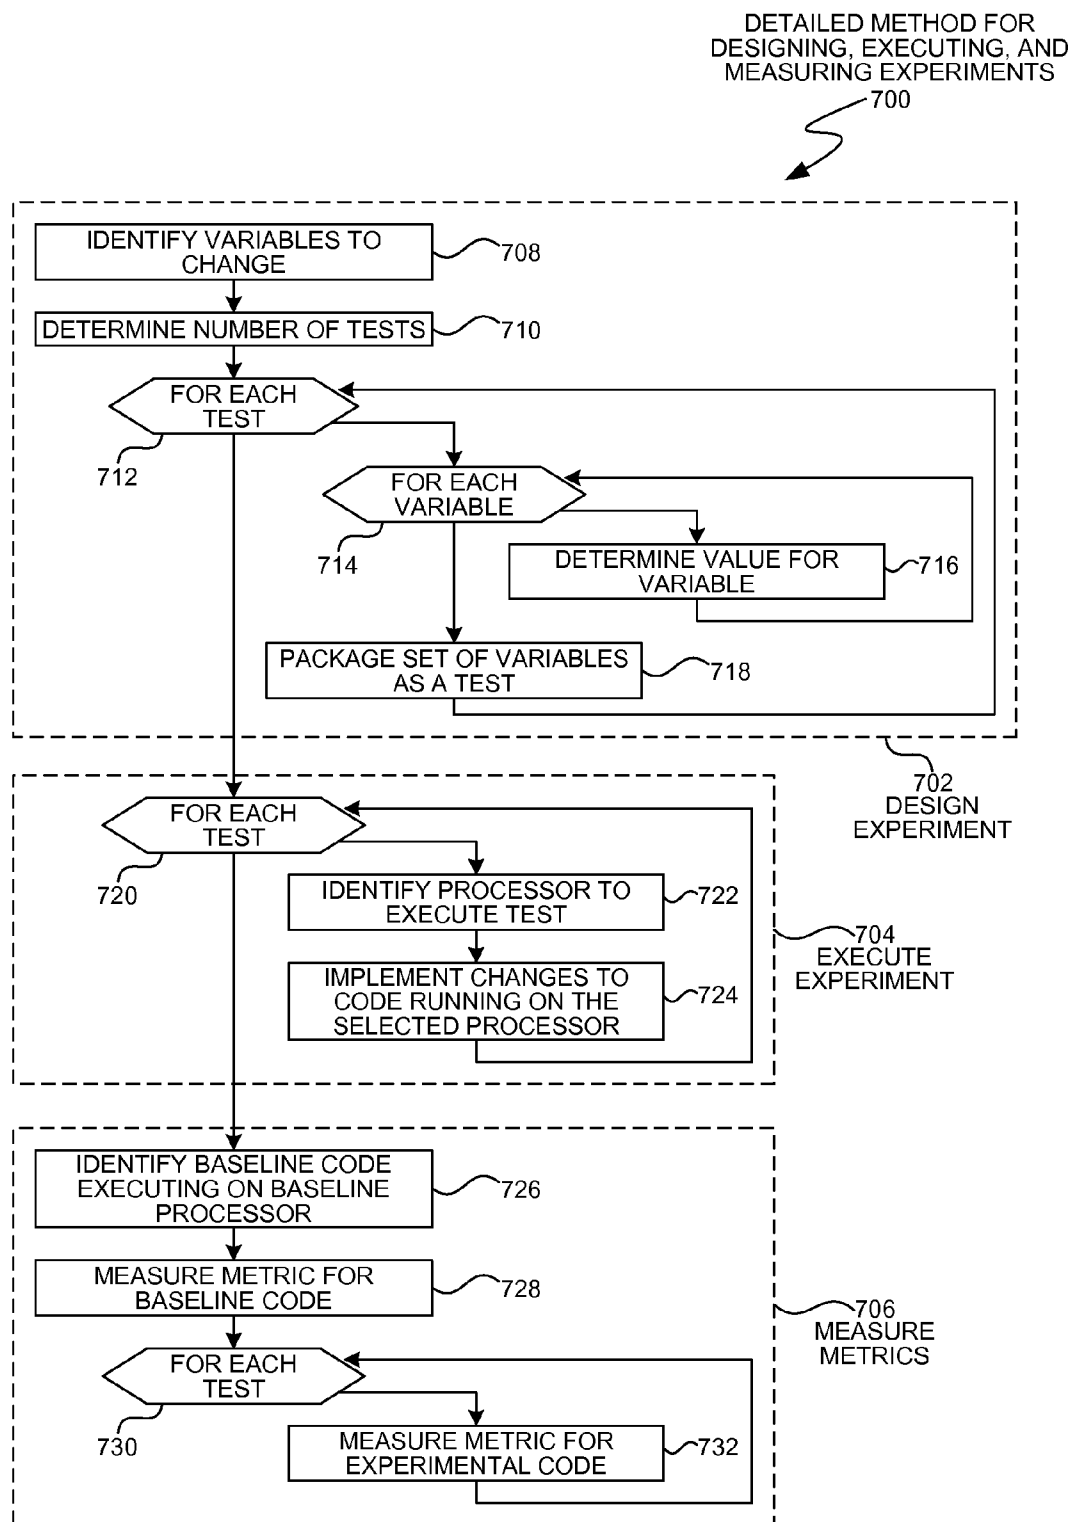 DETAILED METHOD FOR
DESIGNING, EXECUTING, AND
MEASURING EXPERIMENTS
700
IDENTIFY VARIABLES TO
CHANGE
708
DETERMINE NUMBER OF TESTS
710
FOR EACH
TEST
712
FOR EACH
VARIABLE
714
DETERMINE VALUE FOR
VARIABLE
716
PACKAGE SET OF VARIABLES
AS A TEST
718
702
DESIGN
EXPERIMENT
FOR EACH
TEST
720
IDENTIFY PROCESSOR TO
EXECUTE TEST
722
IMPLEMENT CHANGES TO
CODE RUNNING ON THE
SELECTED PROCESSOR
724
704
EXECUTE
EXPERIMENT
IDENTIFY BASELINE CODE
EXECUTING ON BASELINE
PROCESSOR
726
MEASURE METRIC FOR
BASELINE CODE
728
706
MEASURE
METRICS
FOR EACH
TEST
730
MEASURE METRIC FOR
EXPERIMENTAL CODE
732